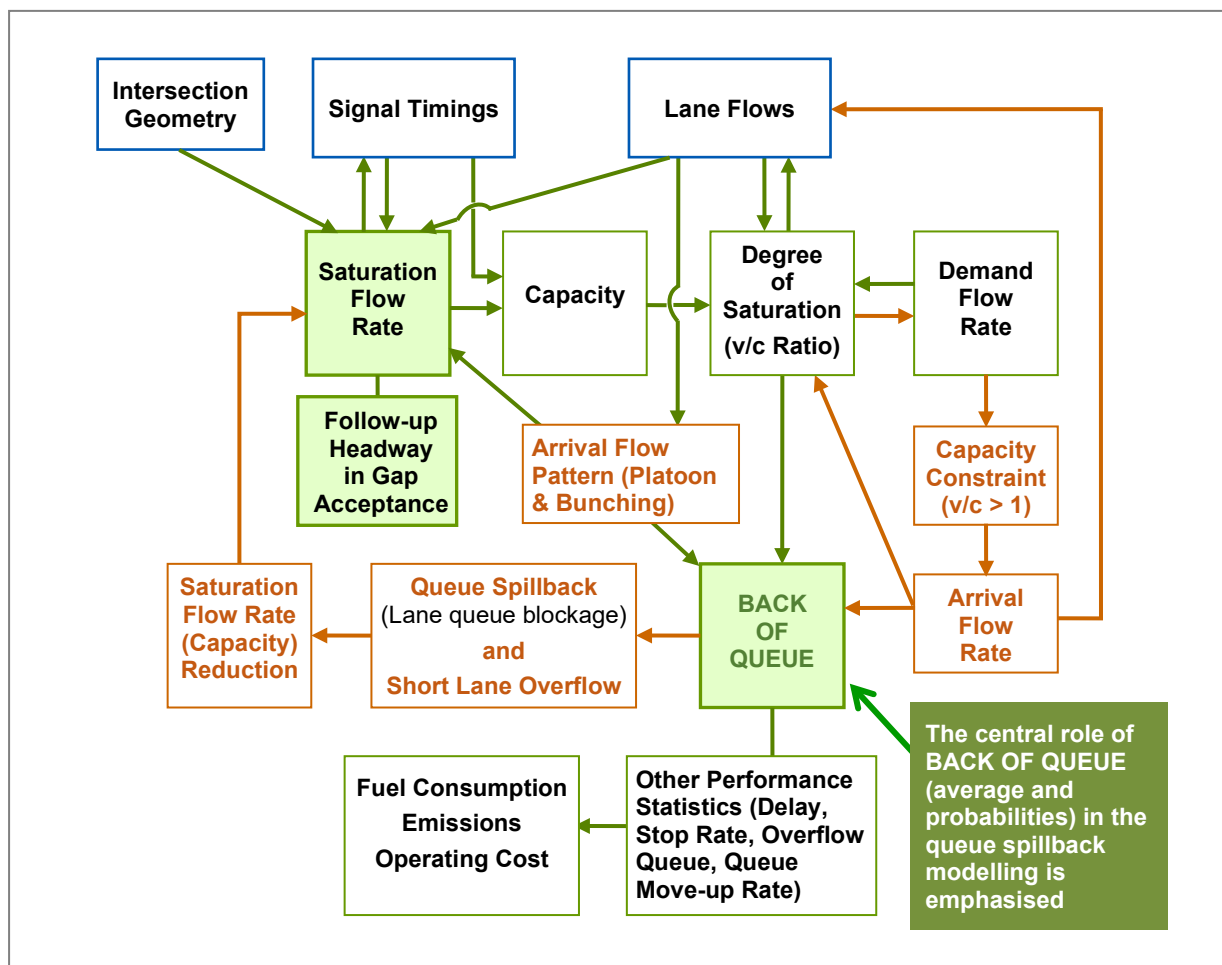 Intersection
Geometry
Signal Timings
Lane Flows
Saturation
Flow
Rate
Capacity
Degree
of
Saturation
(v/c Ratio)
Demand
Flow
Rate
Follow-up
Headway
in Gap
Acceptance
Arrival Flow
Pattern (Platoon
& Bunching)
Capacity
Constraint
(v/c > 1)
Saturation
Flow Rate
(Capacity)
Reduction
Queue Spillback
(Lane queue blockage)
and
Short Lane Overflow
BACK
OF
QUEUE
Arrival
Flow
Rate
Fuel Consumption
Emissions
Operating Cost
Other Performance
Statistics (Delay,
Stop Rate, Overflow
Queue, Queue
Move-up Rate)
The central role of
BACK OF QUEUE
(average and
probabilities) in the
queue spillback
modelling is
emphasised